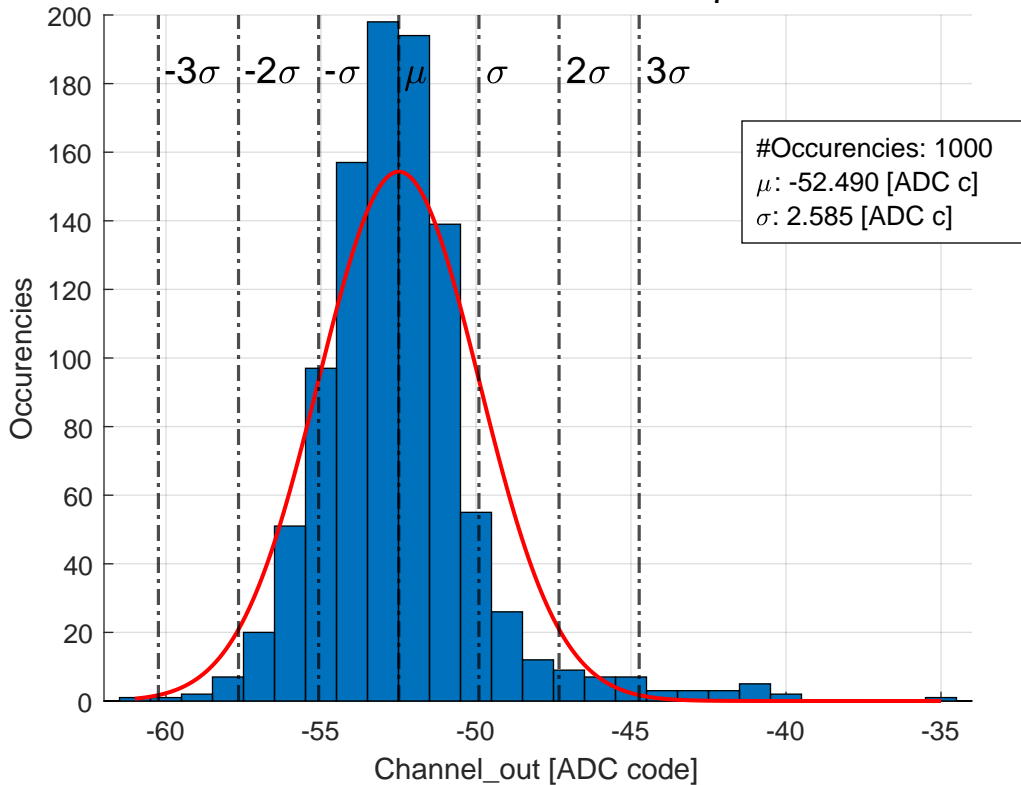 200
180
160
140
120
100
80
60
40
20
0
Occurencies
-3σ -2σ -σ μ σ 2σ 3σ
#Occurencies: 1000
μ: -52.490 [ADC c]
σ: 2.585 [ADC c]
-60 -55 -50 -45 -40 -35
Channel_out [ADC code]